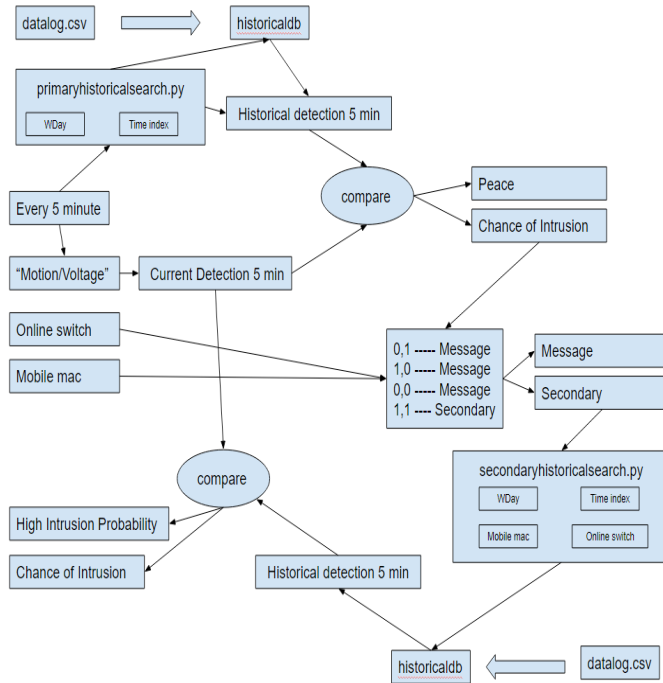 datalog.csv
historicaldb
primaryhistoricalsearch.py
WDay
Time index
Historical detection 5 min
compare
Peace
Chance of Intrusion
Every 5 minute
“Motion/Voltage”
Current Detection 5 min
Online switch
Mobile mac
0,1 ----- Message
1,0 ----- Message
0,0 ----- Message
1,1 ---- Secondary
Message
Secondary
secondaryhistoricalsearch.py
WDay
Time index
Mobile mac
Online switch
compare
High Intrusion Probability
Chance of Intrusion
Historical detection 5 min
historicaldb
datalog.csv